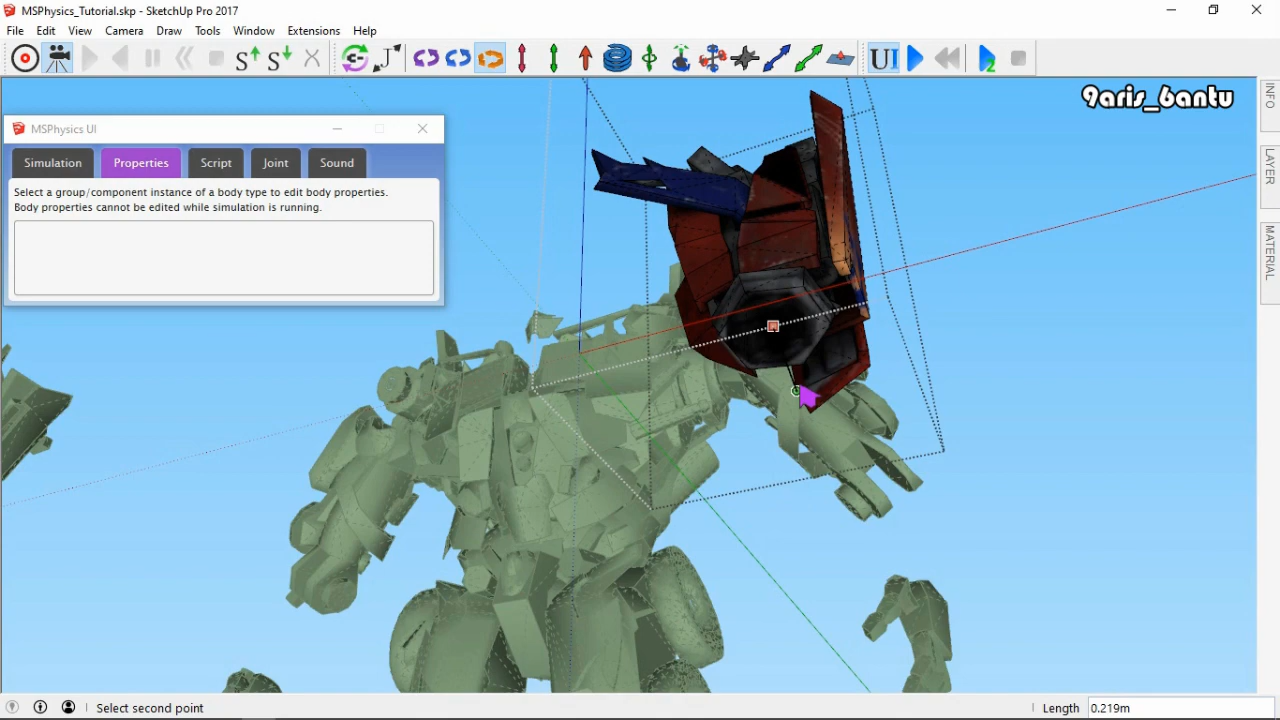 MSPhysics_Tutorial.skp - SketchUp Pro 2017
File Edit View Camera Draw Tools Window Extensions Help
S S C J UI 2
9aris_6antu
MSPhysics UI
Simulation Properties Script Joint Sound
Select a group/component instance of a body type to edit body properties.
Body properties cannot be edited while simulation is running.
INFO
LAYER
MATERIAL
Select second point
Length 0.219m